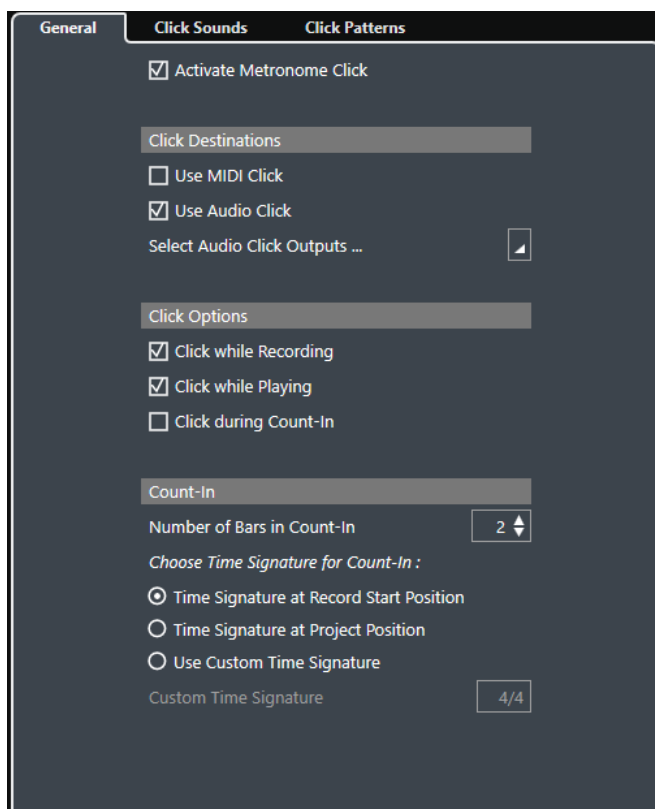 General Click Sounds Click Patterns
Activate Metronome Click
Click Destinations
Use MIDI Click
Use Audio Click
Select Audio Click Outputs ...
Click Options
Click while Recording
Click while Playing
Click during Count-In
Count-In
Number of Bars in Count-In 2
Choose Time Signature for Count-In :
Time Signature at Record Start Position
Time Signature at Project Position
Use Custom Time Signature
Custom Time Signature 4/4